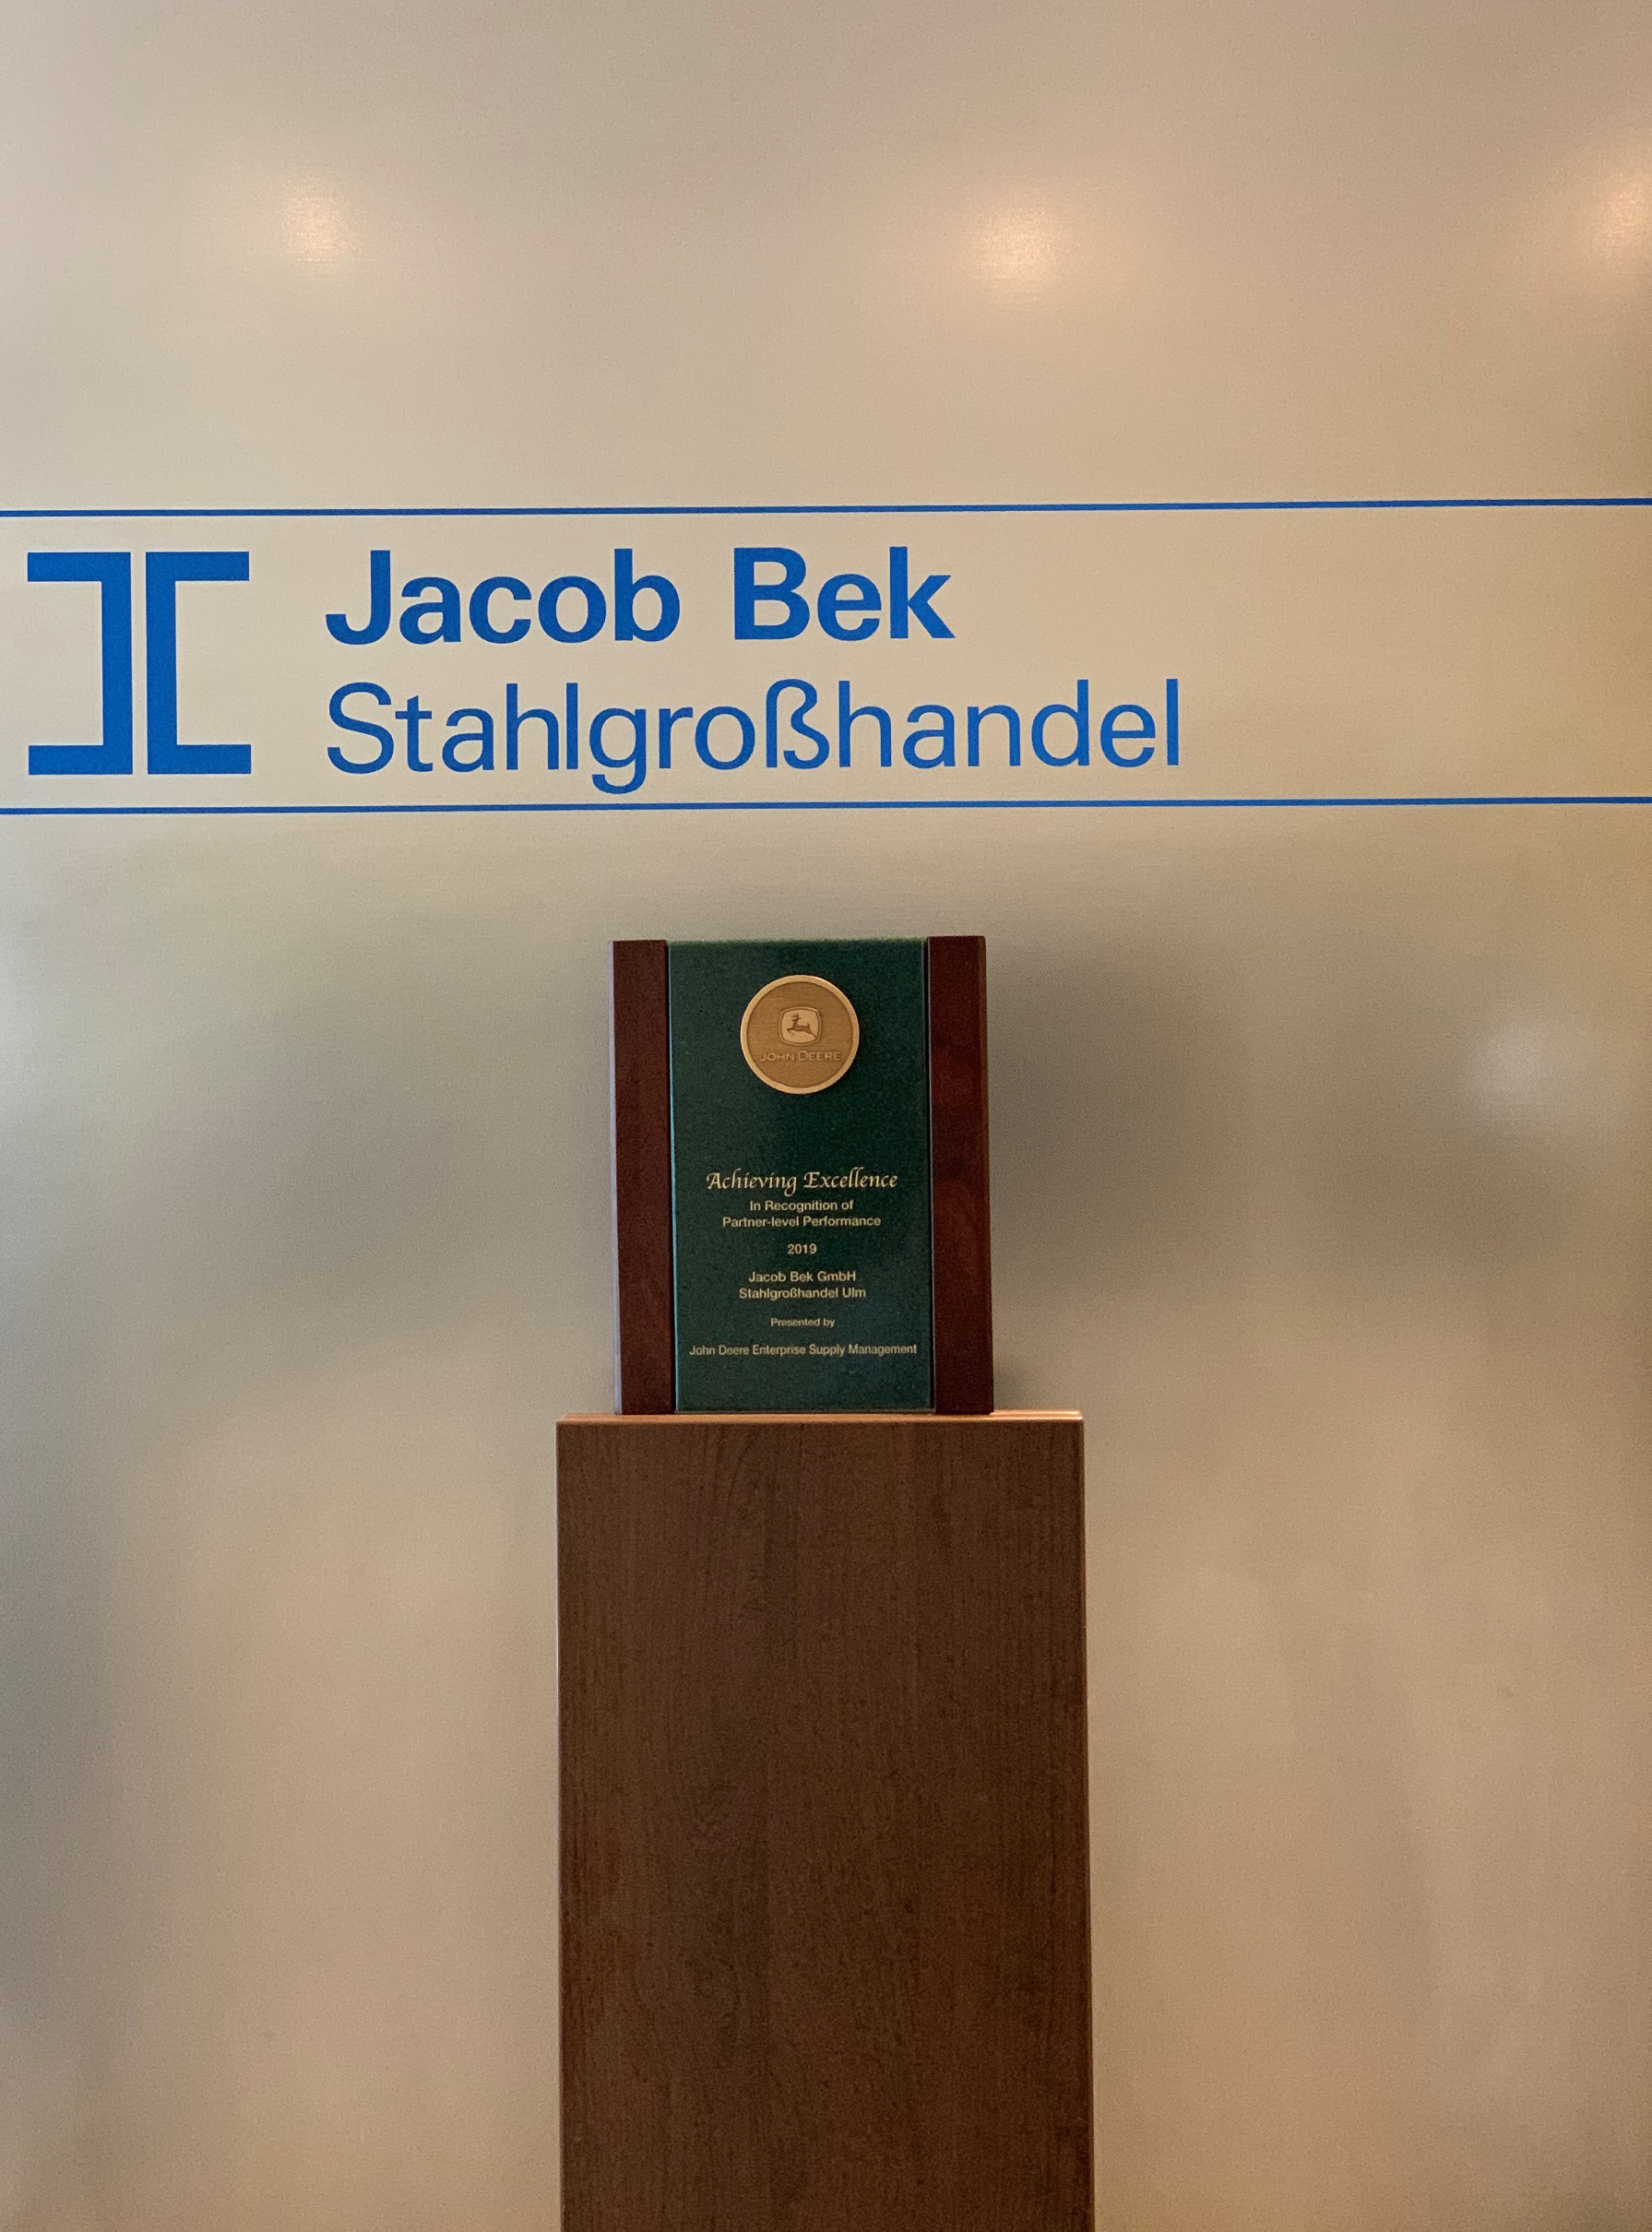 Jacob Bek
Stahlgroßhandel
JOHN DEERE
Achieving Excellence
In Recognition of
Partner-level Performance
2019
Jacob Bek GmbH
Stahlgroßhandel Ulm
Presented by
John Deere Enterprise Supply Management